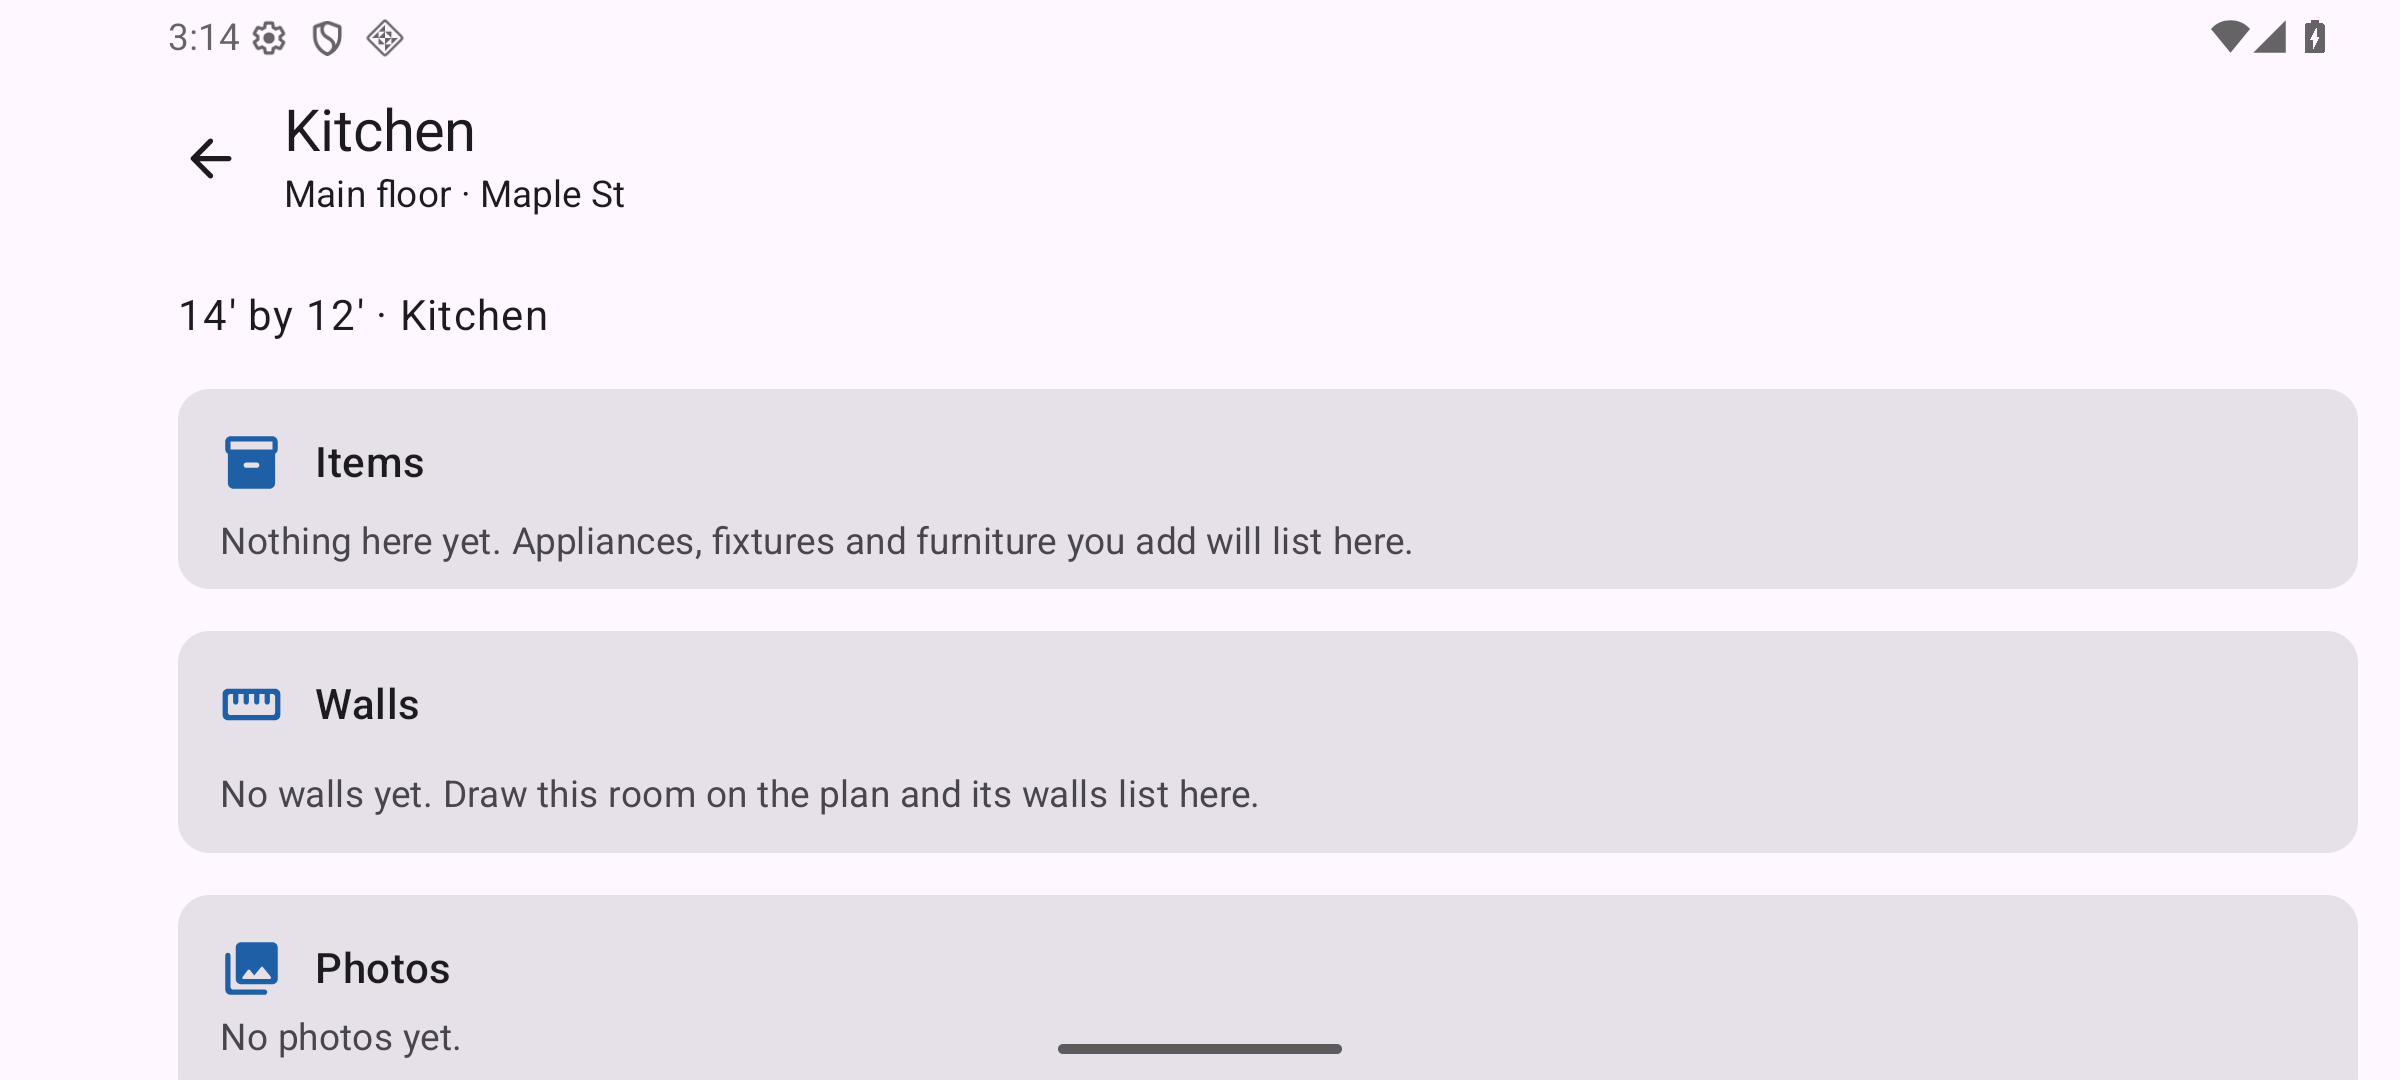 3:14
Kitchen
Main floor · Maple St
14' by 12' · Kitchen
Items
Nothing here yet. Appliances, fixtures and furniture you add will list here.
Walls
No walls yet. Draw this room on the plan and its walls list here.
Photos
No photos yet.